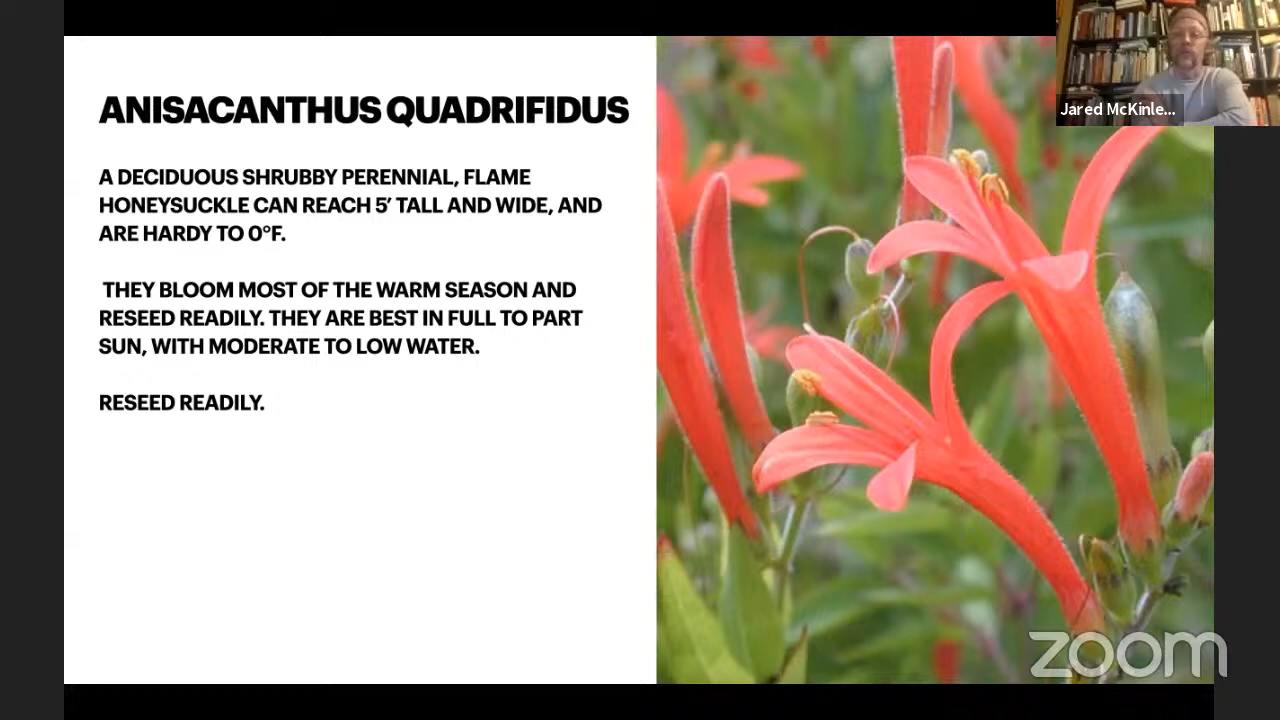 ANISACANTHUS QUADRIFIDUS
A DECIDUOUS SHRUBBY PERENNIAL, FLAME
HONEYSUCKLE CAN REACH 5’ TALL AND WIDE, AND
ARE HARDY TO 0°F.
THEY BLOOM MOST OF THE WARM SEASON AND
RESEED READILY. THEY ARE BEST IN FULL TO PART
SUN, WITH MODERATE TO LOW WATER.
RESEED READILY.
Jared McKinle...
zoom